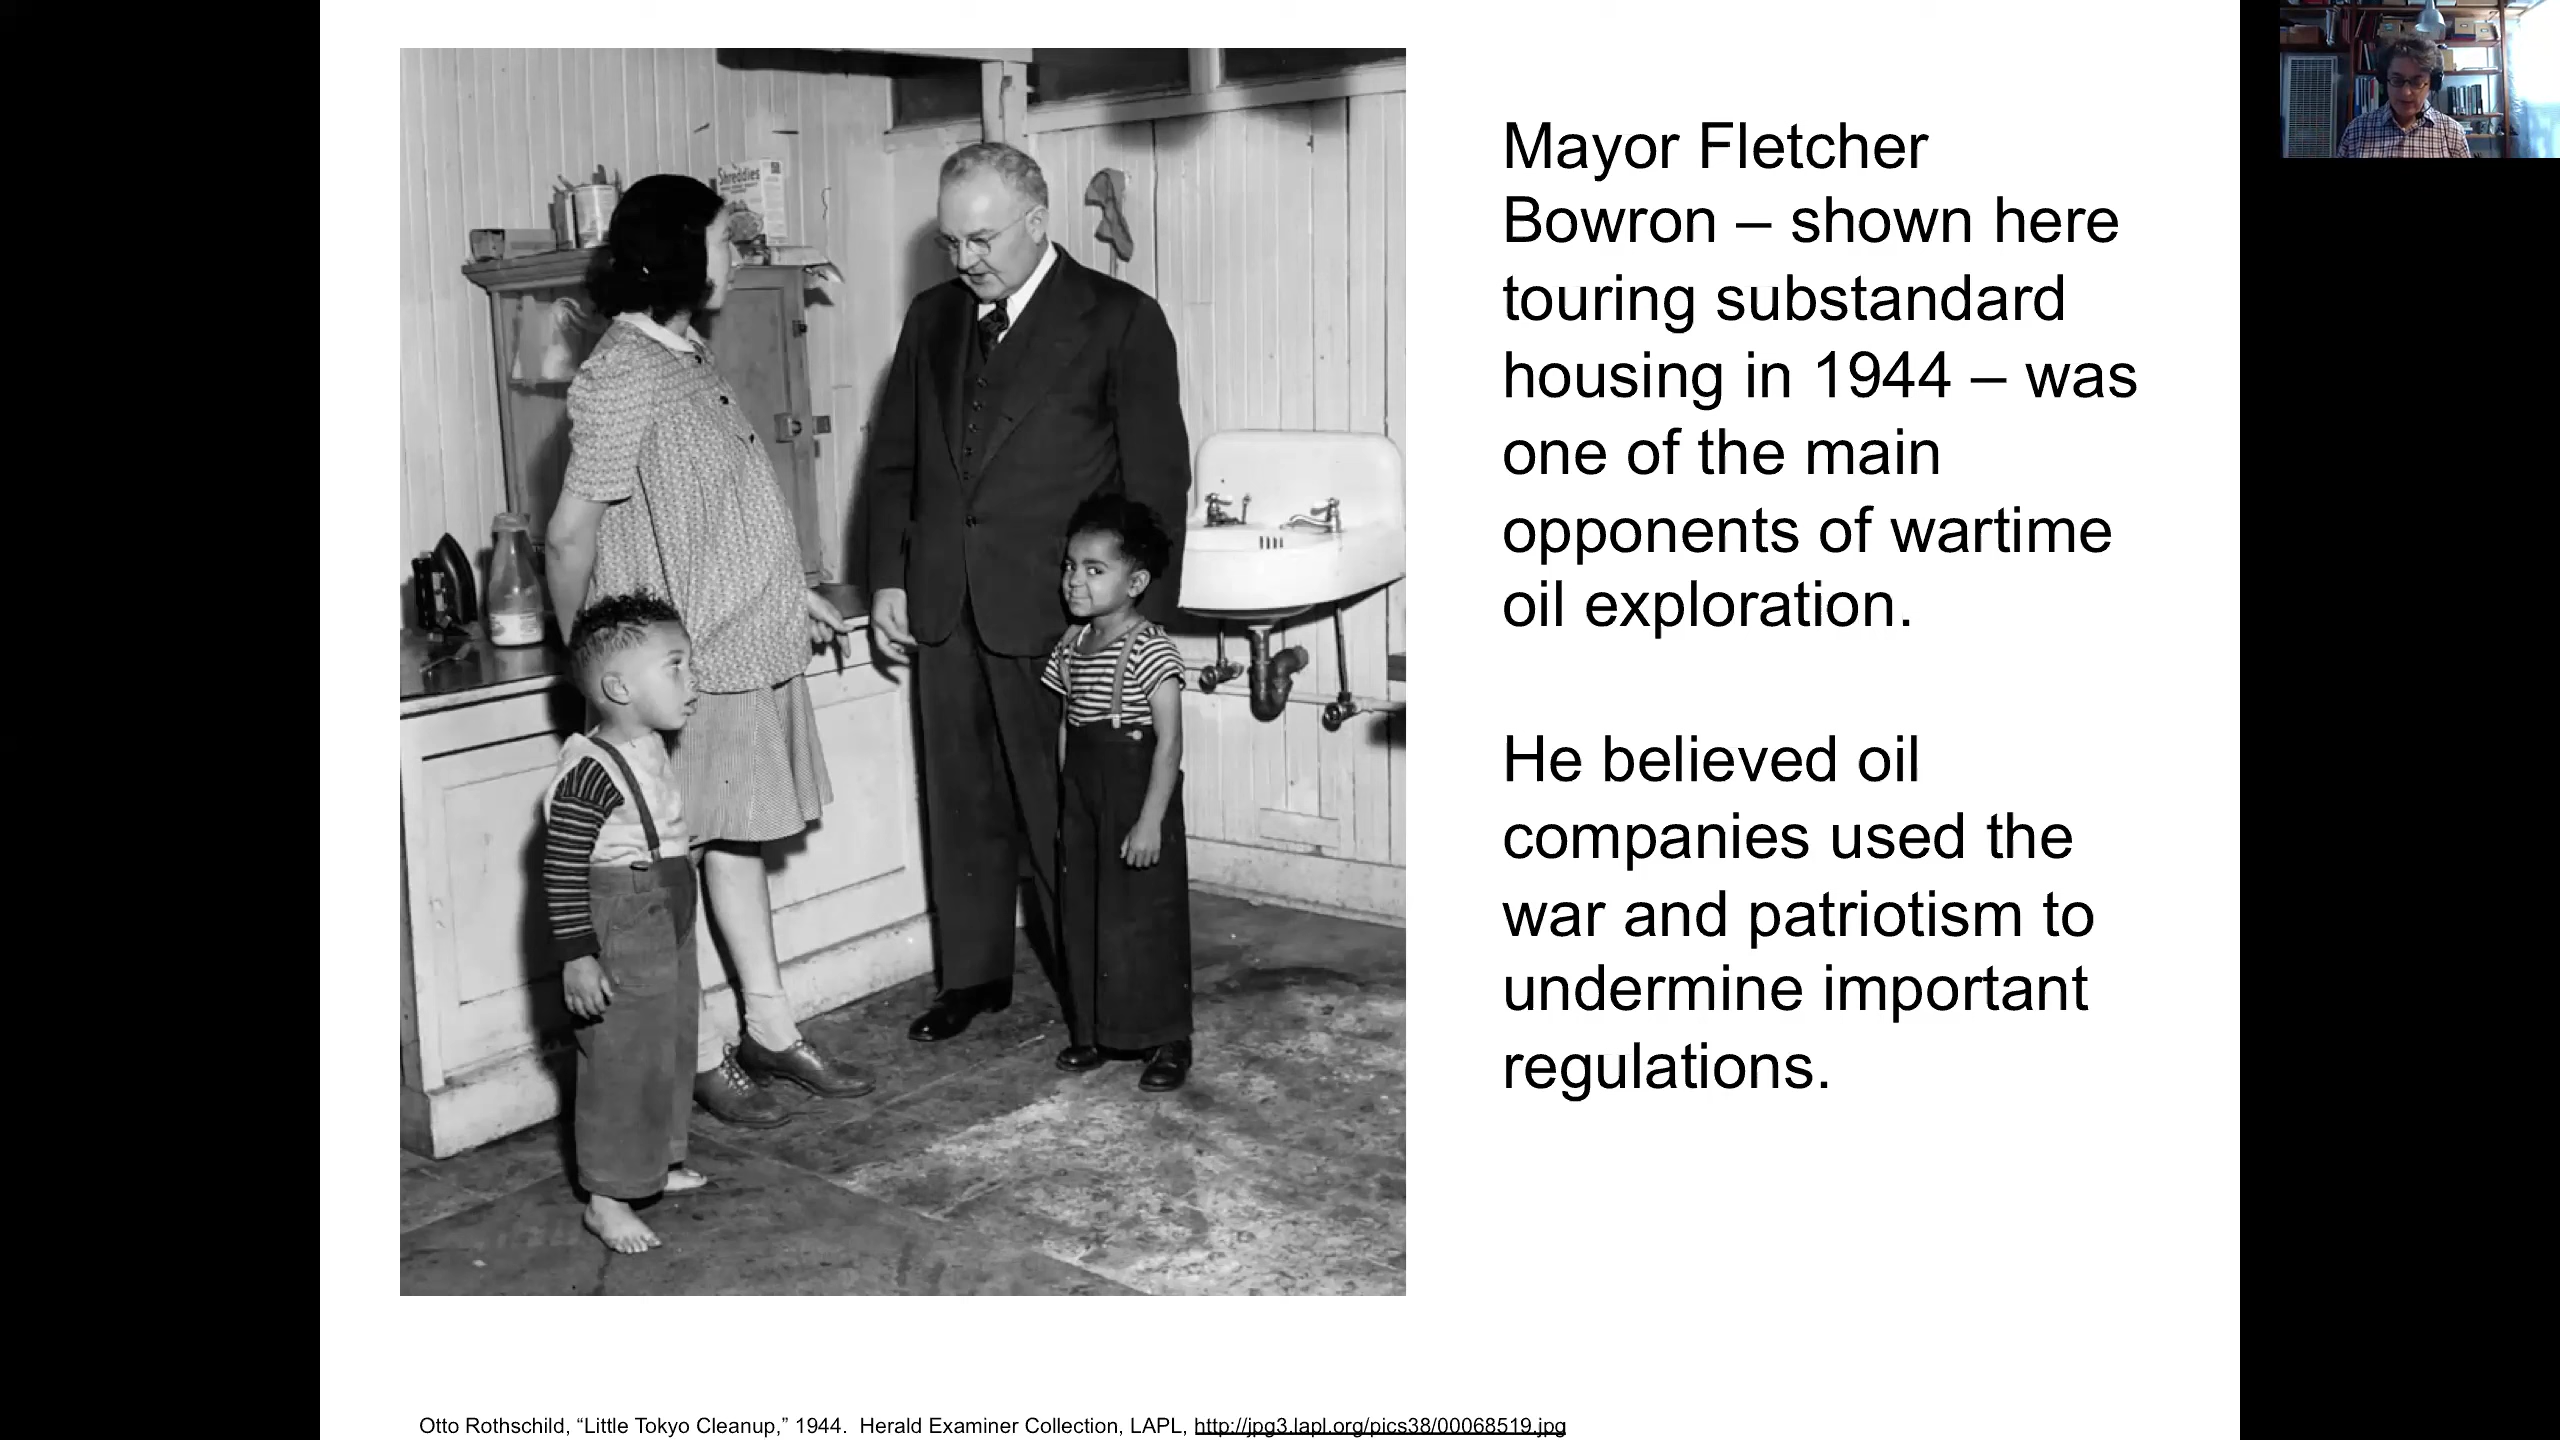 Shreddies
Mayor Fletcher
Bowron – shown here
touring substandard
housing in 1944 – was
one of the main
opponents of wartime
oil exploration.
He believed oil
companies used the
war and patriotism to
undermine important
regulations.
Otto Rothschild, “Little Tokyo Cleanup,” 1944.  Herald Examiner Collection, LAPL, http://jpg3.lapl.org/pics38/00068519.jpg